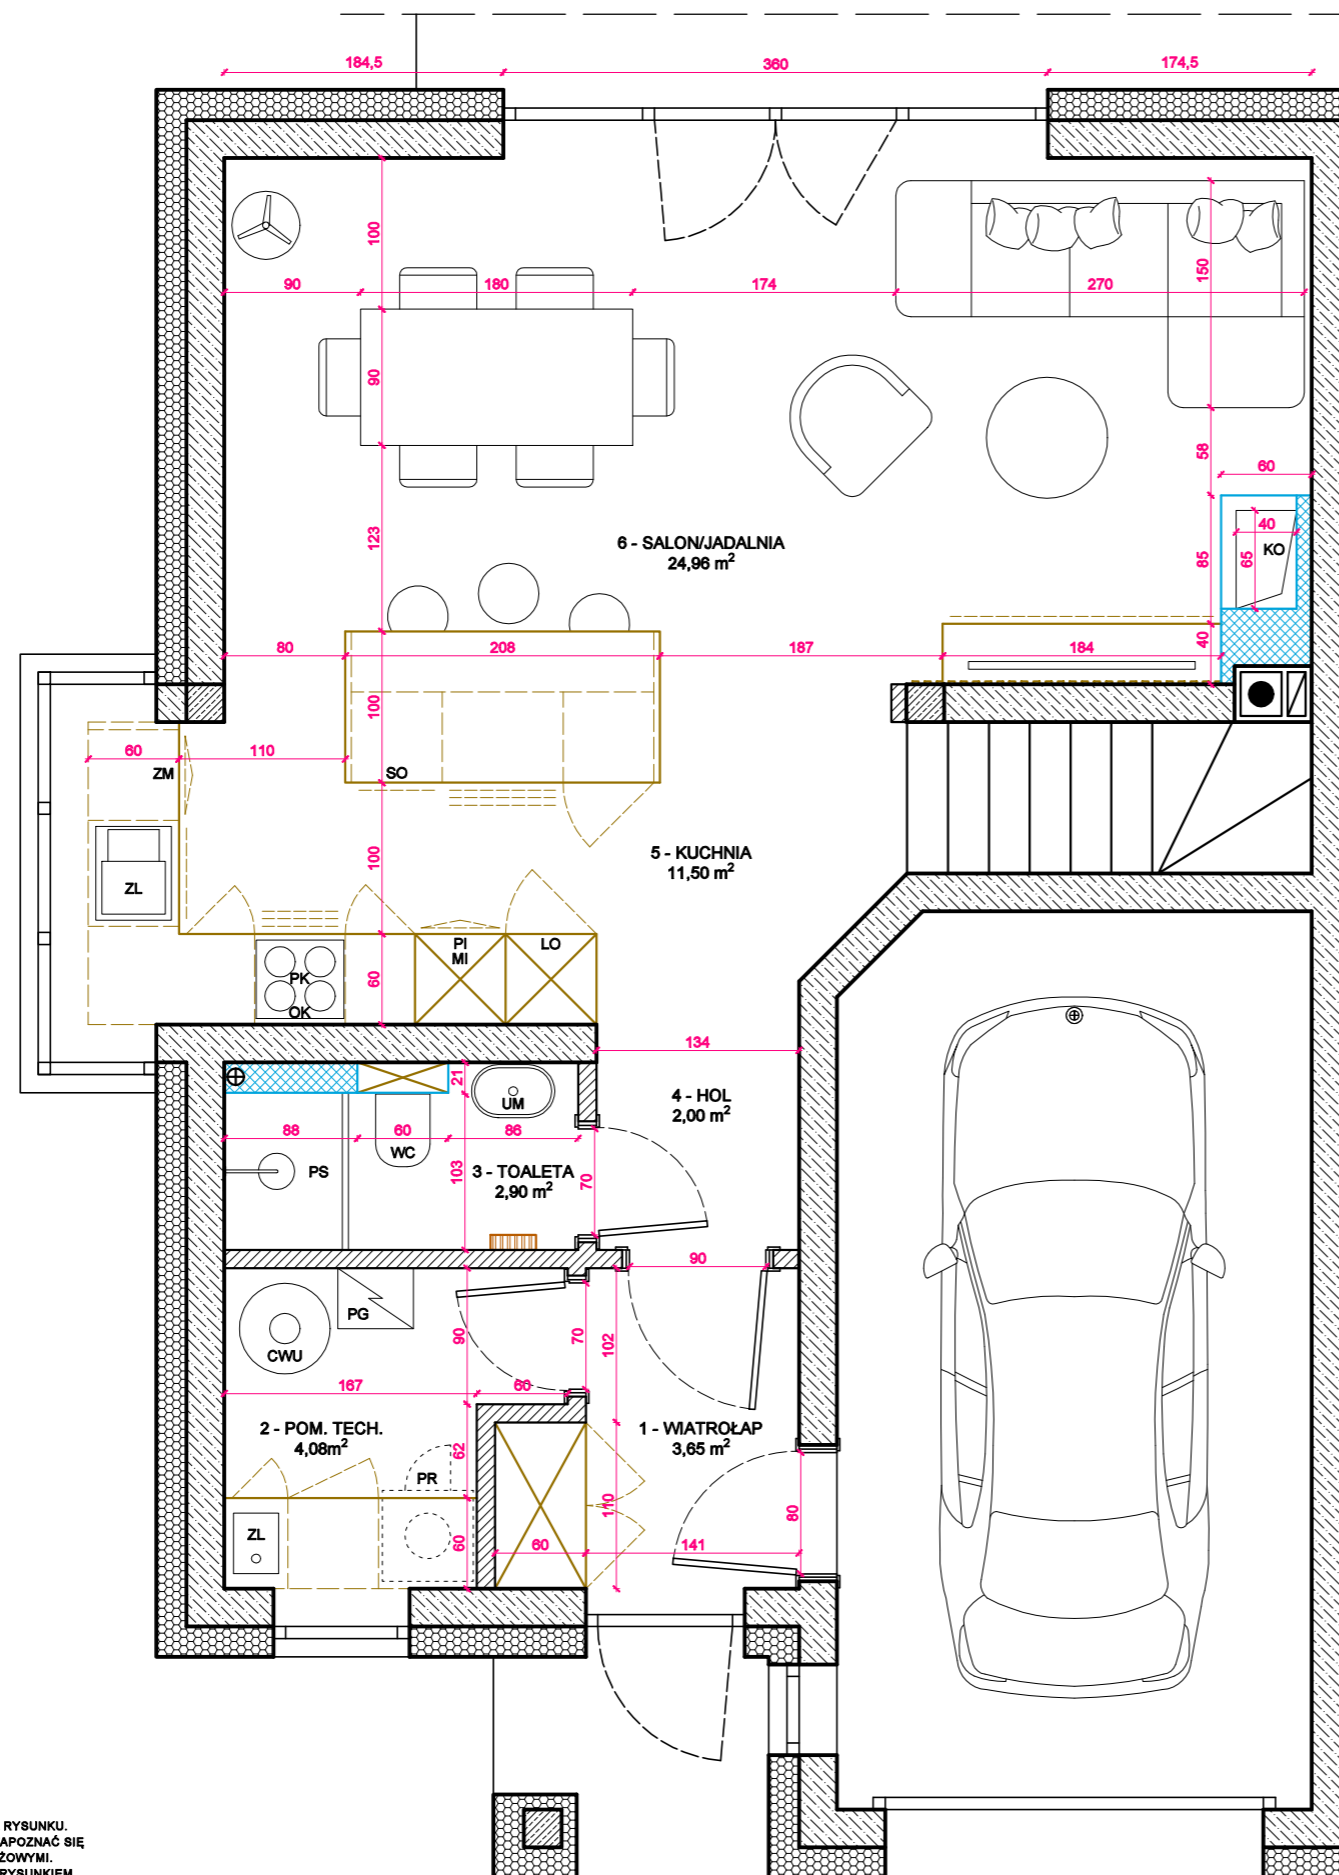 184,5
360
174,5
100
90
180
174
270
150
90
58
60
123
6 - SALON/JADALNIA
24,96 m²
40
KO
65
85
80
208
187
184
40
100
60
110
ZM
SO
5 - KUCHNIA
11,50 m²
100
ZL
PI
MI
LO
PK
OK
60
134
21
UM
4 - HOL
2,00 m²
88
60
86
WC
103
PS
3 - TOALETA
2,90 m²
70
90
PG
CWU
90
70
102
167
60
2 - POM. TECH.
4,08m²
1 - WIATROŁAP
3,65 m²
62
PR
110
80
ZL
60
60
141
RYSUNKU.
APOZNAĆ SIĘ
ŻOWYMI.
RYSUNKIEM